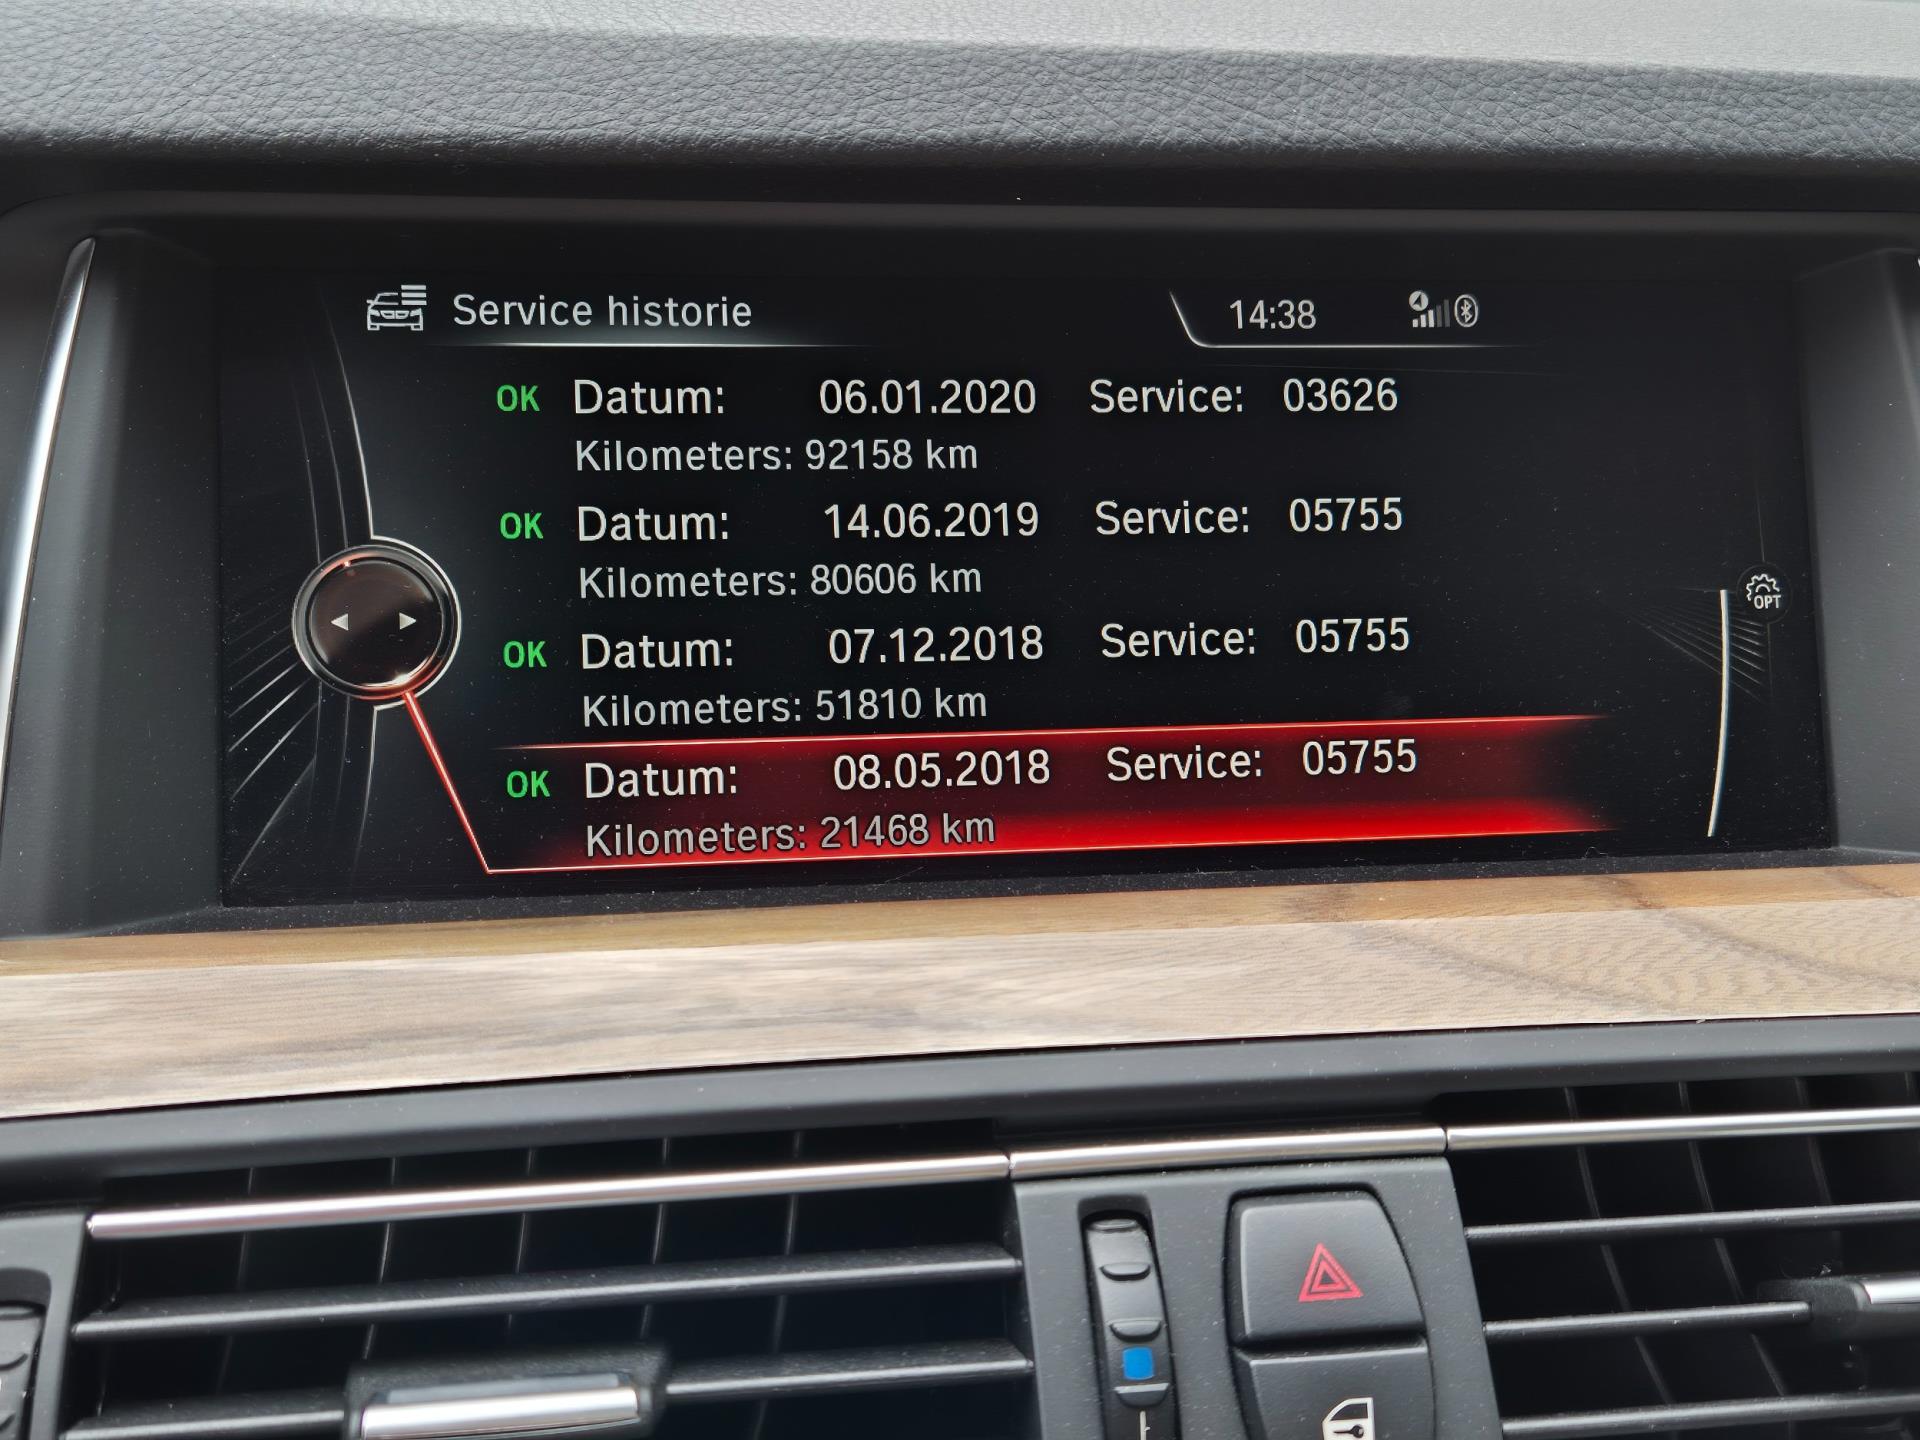 Service historie 14:38
OK Datum: 06.01.2020 Service: 03626
Kilometers: 92158 km
OK Datum: 14.06.2019 Service: 05755
Kilometers: 80606 km
OK Datum: 07.12.2018 Service: 05755
Kilometers: 51810 km
OPT
OK Datum: 08.05.2018 Service: 05755
Kilometers: 21468 km